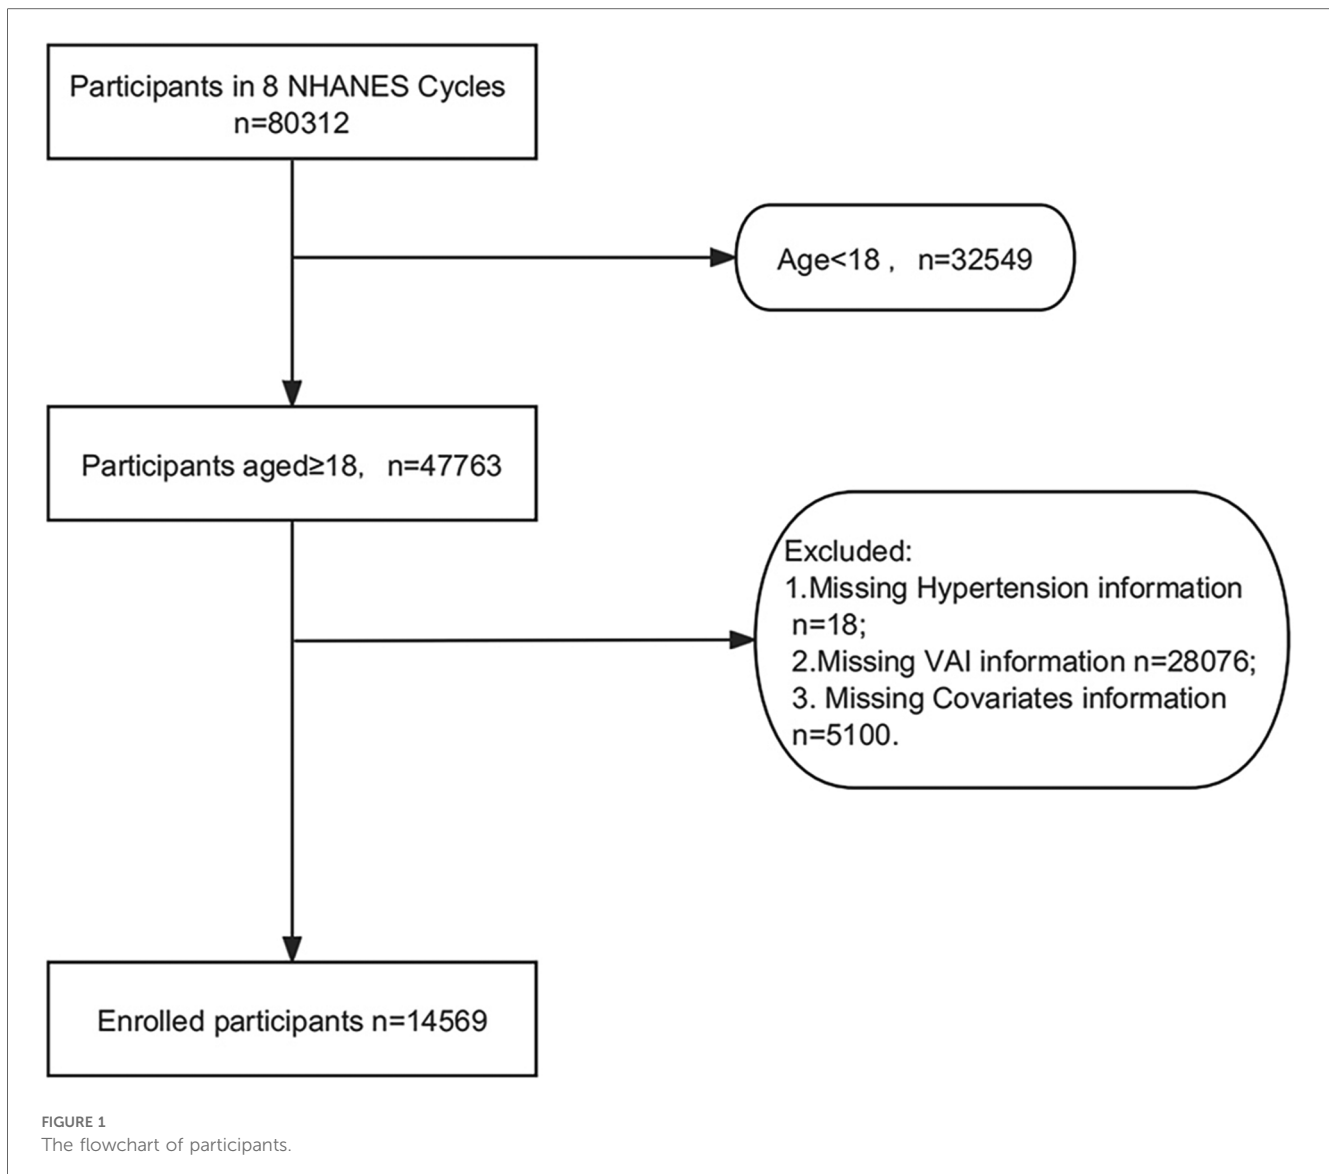 Participants in 8 NHANES Cycles
n=80312
Age<18 ,   n=32549
Participants aged≥18,   n=47763
Excluded:
1.Missing Hypertension information
n=18;
2.Missing VAI information n=28076;
3. Missing Covariates information
n=5100.
Enrolled participants n=14569
FIGURE 1
The flowchart of participants.